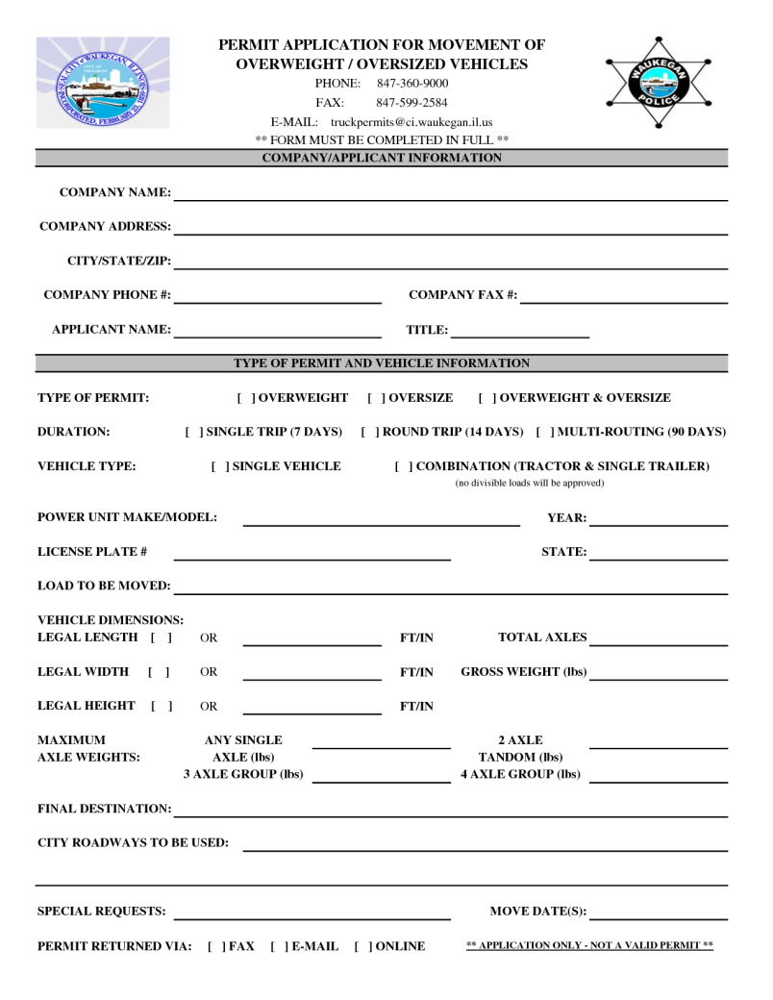 SEAL CITY of WAUKEGAN, ILLINOIS
INCORPORATED, FEBRUARY 23, 1859
CITY OF
PROGRESS
WAUKEGAN
POLICE
PERMIT APPLICATION FOR MOVEMENT OF
OVERWEIGHT / OVERSIZED VEHICLES
PHONE: 847-360-9000
FAX: 847-599-2584
E-MAIL: truckpermits@ci.waukegan.il.us
** FORM MUST BE COMPLETED IN FULL **
COMPANY/APPLICANT INFORMATION
COMPANY NAME:
COMPANY ADDRESS:
CITY/STATE/ZIP:
COMPANY PHONE #: COMPANY FAX #:
APPLICANT NAME: TITLE:
TYPE OF PERMIT AND VEHICLE INFORMATION
TYPE OF PERMIT: [ ] OVERWEIGHT [ ] OVERSIZE [ ] OVERWEIGHT & OVERSIZE
DURATION: [ ] SINGLE TRIP (7 DAYS) [ ] ROUND TRIP (14 DAYS) [ ] MULTI-ROUTING (90 DAYS)
VEHICLE TYPE: [ ] SINGLE VEHICLE [ ] COMBINATION (TRACTOR & SINGLE TRAILER)
(no divisible loads will be approved)
POWER UNIT MAKE/MODEL: YEAR:
LICENSE PLATE # STATE:
LOAD TO BE MOVED:
VEHICLE DIMENSIONS:
LEGAL LENGTH [ ] OR FT/IN TOTAL AXLES
LEGAL WIDTH [ ] OR FT/IN GROSS WEIGHT (lbs)
LEGAL HEIGHT [ ] OR FT/IN
MAXIMUM ANY SINGLE 2 AXLE
AXLE WEIGHTS: AXLE (lbs) TANDOM (lbs)
3 AXLE GROUP (lbs) 4 AXLE GROUP (lbs)
FINAL DESTINATION:
CITY ROADWAYS TO BE USED:
SPECIAL REQUESTS: MOVE DATE(S):
PERMIT RETURNED VIA: [ ] FAX [ ] E-MAIL [ ] ONLINE ** APPLICATION ONLY - NOT A VALID PERMIT **